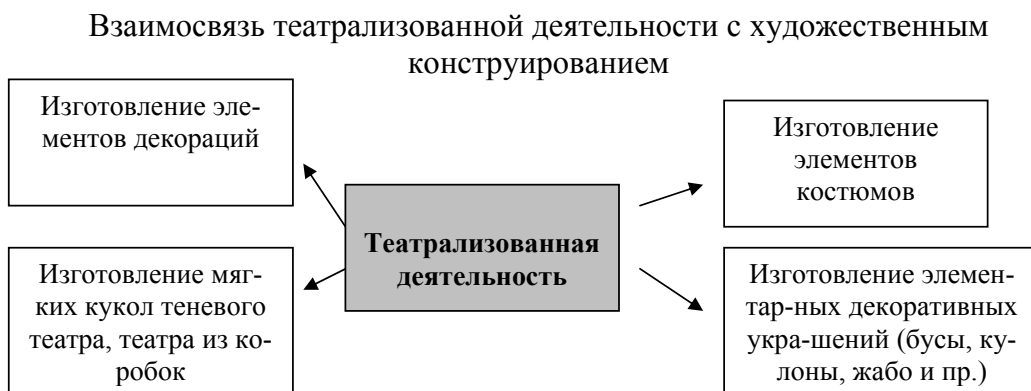 Взаимосвязь театрализованной деятельности с художественным
конструированием
Изготовление эле-
ментов декораций
Изготовление
элементов
костюмов
Театрализованная
деятельность
Изготовление мяг-
ких кукол теневого
театра, театра из ко-
робок
Изготовление элемен-
тар-ных декоративных
укра-шений (бусы, ку-
лоны, жабо и пр.)